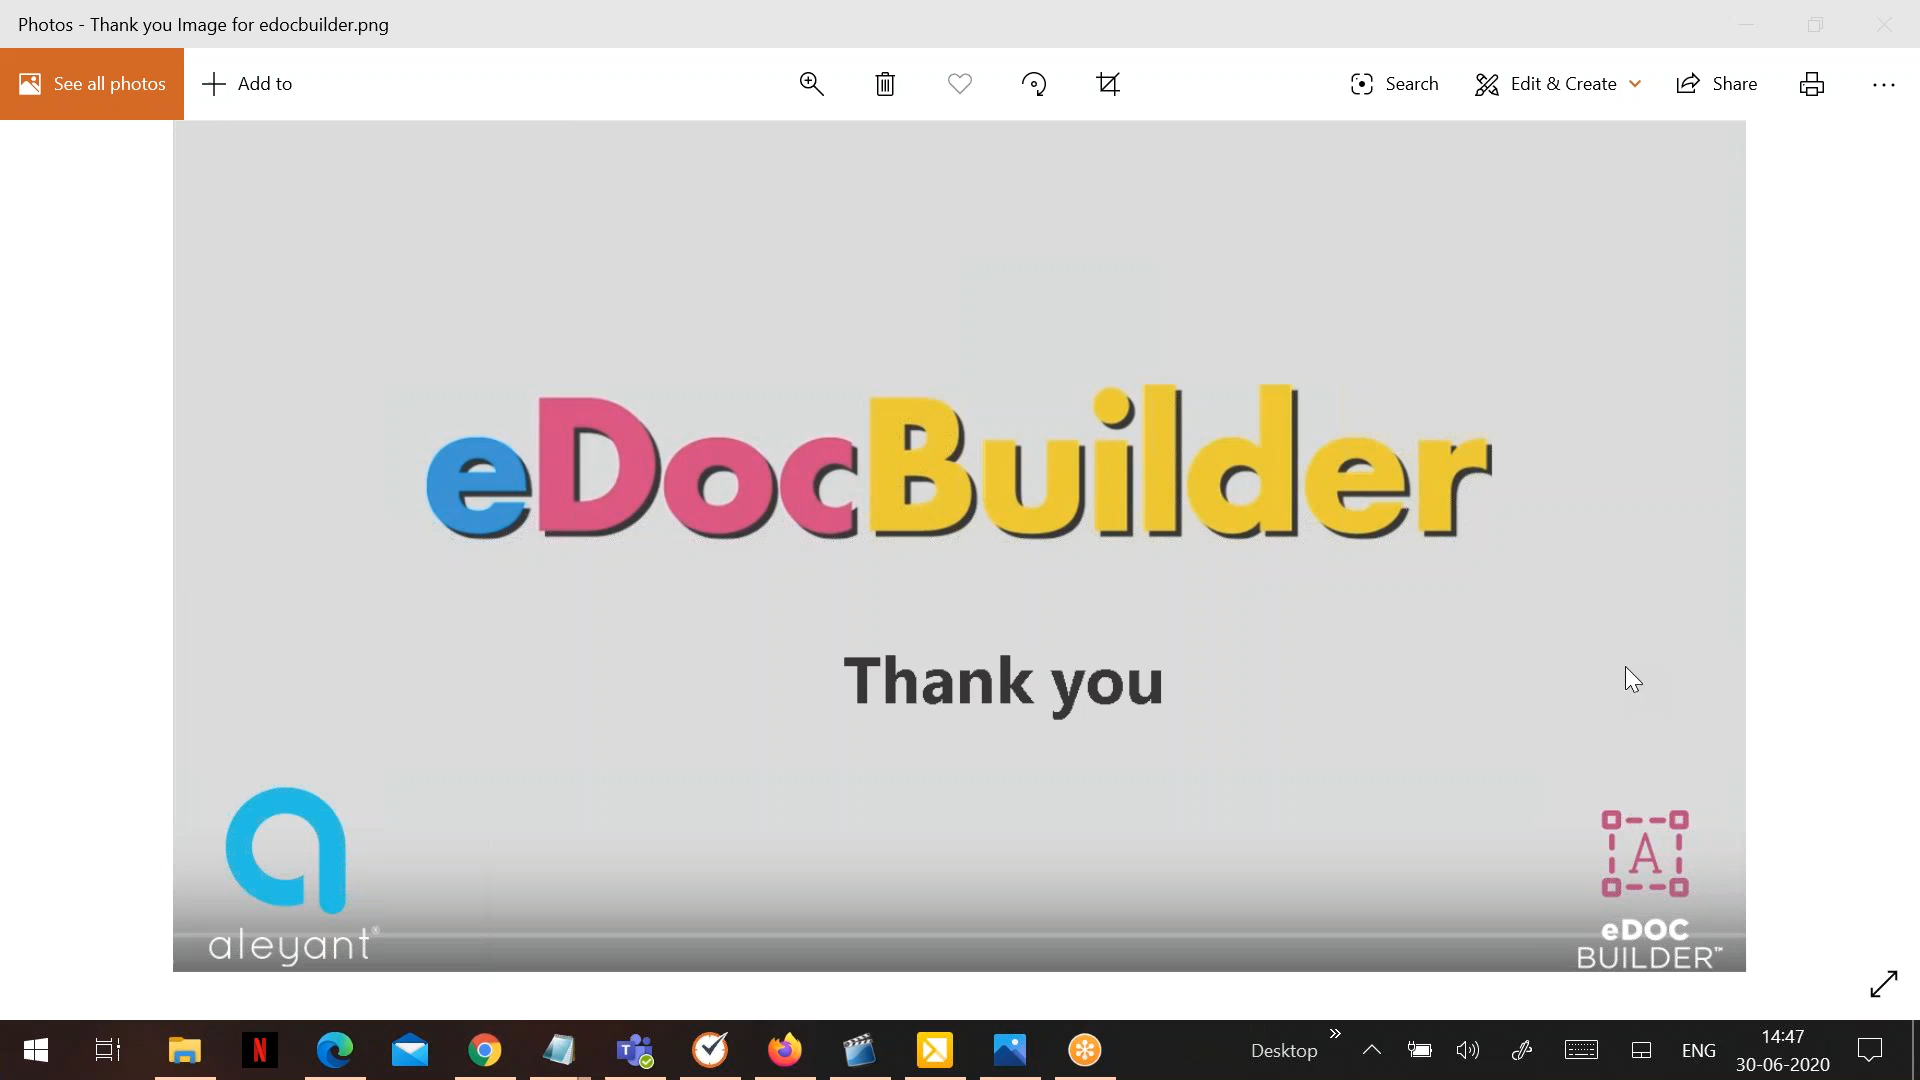 Photos - Thank you Image for edocbuilder.png
See all photos
Add to
Search
Edit & Create
Share
eDocBuilder
Thank you
aleyant®
A
eDOC
BUILDER™
N
T
Desktop
ENG
14:47
30-06-2020